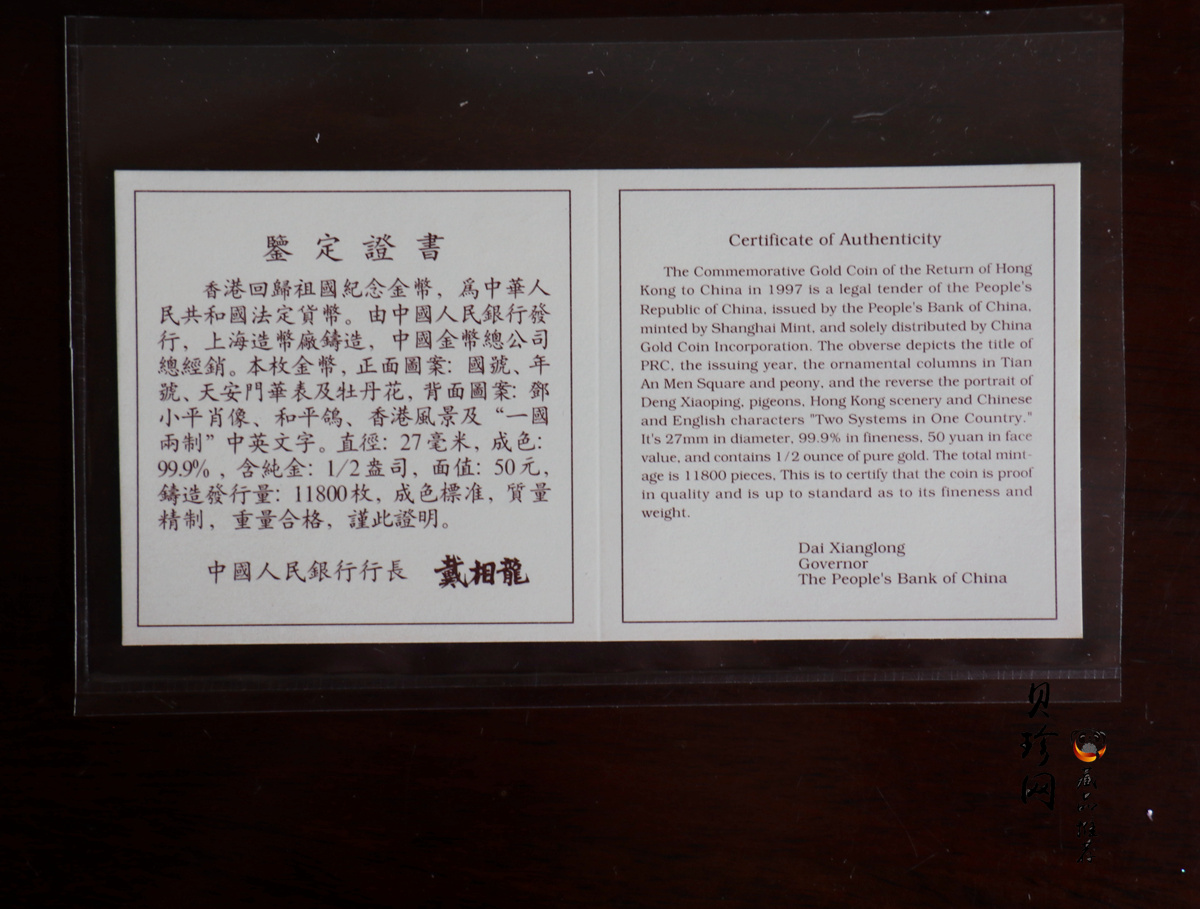 鑒定證書
香港回歸祖國紀念金幣，爲中華人
民共和國法定貨幣。由中國人民銀行發
行，上海造幣廠鑄造，中國金幣總公司
總經銷。本枚金幣，正面圖案：國號、年
號、天安門華表及牡丹花，背面圖案：鄧
小平肖像、和平鴿、香港風景及“一國
兩制”中英文字。直徑：27毫米，成色：
99.9%，含純金：1/2盎司，面值：50元，
鑄造發行量：11800枚，成色標准，質量
精制，重量合格，謹此證明。
中國人民銀行行長 戴相龍
Certificate of Authenticity
The Commemorative Gold Coin of the Return of Hong
Kong to China in 1997 is a legal tender of the People's
Republic of China, issued by the People's Bank of China,
minted by Shanghai Mint, and solely distributed by China
Gold Coin Incorporation. The obverse depicts the title of
PRC, the issuing year, the ornamental columns in Tian
An Men Square and peony, and the reverse the portrait of
Deng Xiaoping, pigeons, Hong Kong scenery and Chinese
and English characters "Two Systems in One Country."
It's 27mm in diameter, 99.9% in fineness, 50 yuan in face
value, and contains 1/2 ounce of pure gold. The total mint-
age is 11800 pieces. This is to certify that the coin is proof
in quality and is up to standard as to its fineness and
weight.
Dai Xianglong
Governor
The People's Bank of China
贝珍网